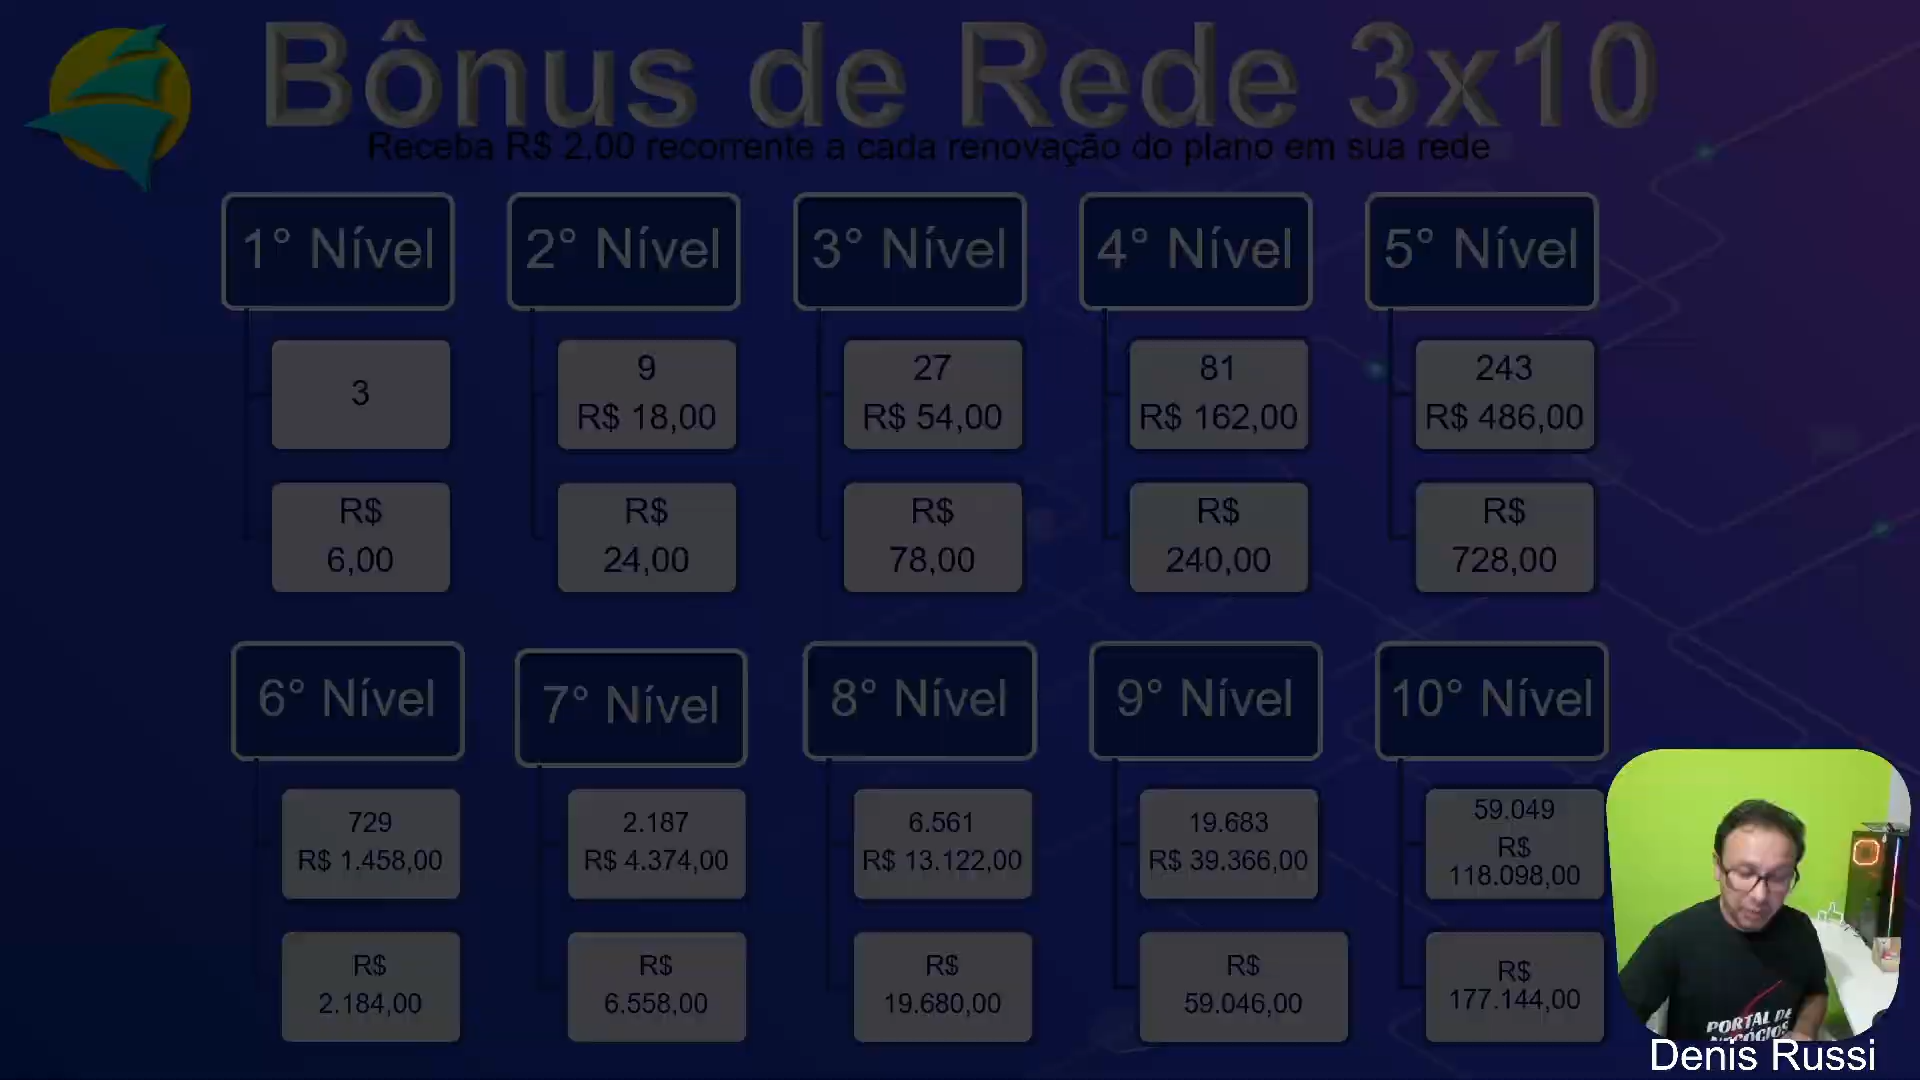 Bônus de Rede 3x10
Receba R$ 2,00 recorrente a cada renovação do plano em sua rede
1° Nível
2° Nível
3° Nível
4° Nível
5° Nível
3
9
R$ 18,00
27
R$ 54,00
81
R$ 162,00
243
R$ 486,00
R$
6,00
R$
24,00
R$
78,00
R$
240,00
R$
728,00
6° Nível
7° Nível
8° Nível
9° Nível
10° Nível
729
R$ 1.458,00
2.187
R$ 4.374,00
6.561
R$ 13.122,00
19.683
R$ 39.366,00
59.049
R$
118.098,00
R$
2.184,00
R$
6.558,00
R$
19.680,00
R$
59.046,00
R$
177.144,00
PORTAL DE
NEGÓCIOS
Denis Russi